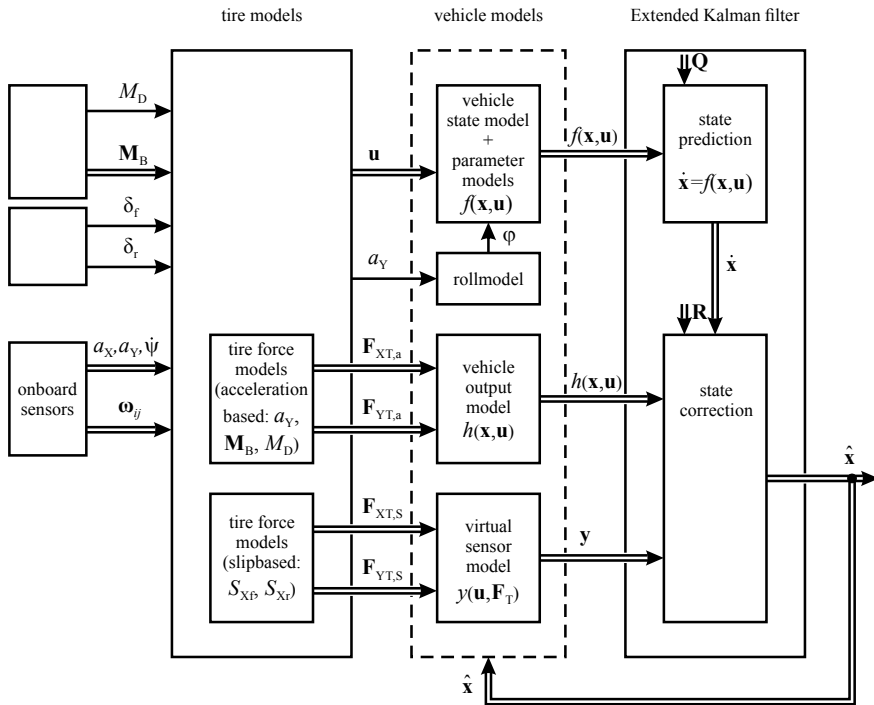 tire models
vehicle models
Extended Kalman filter
M_D
M_B
δ_f
δ_r
onboard
sensors
a_X,a_Y,ψ̇
ω_ij
u
a_Y
tire force
models
(acceleration
based: a_Y,
M_B, M_D)
F_XT,a
F_YT,a
tire force
models
(slipbased:
S_Xf, S_Xr)
F_XT,S
F_YT,S
vehicle
state model
+
parameter
models
f(x,u)
φ
rollmodel
vehicle
output
model
h(x,u)
virtual
sensor
model
y(u,F_T)
f(x,u)
h(x,u)
y
Q
state
prediction
ẋ=f(x,u)
ẋ
R
state
correction
x̂
x̂